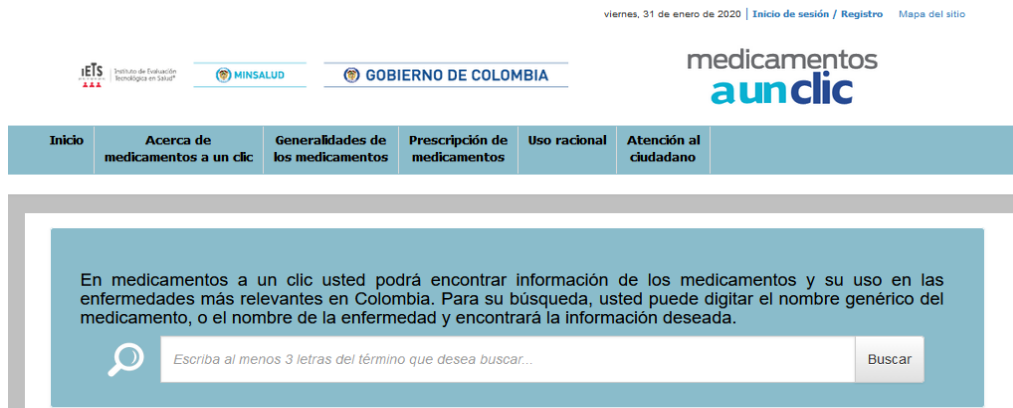 viernes, 31 de enero de 2020 | Inicio de sesión / Registro Mapa del sitio
iETS Instituto de Evaluación
Tecnológica en Salud®
MINSALUD
GOBIERNO DE COLOMBIA
medicamentos
a un clic
Inicio
Acerca de
medicamentos a un clic
Generalidades de
los medicamentos
Prescripción de
medicamentos
Uso racional
Atención al
ciudadano
En medicamentos a un clic usted podrá encontrar información de los medicamentos y su uso en las
enfermedades más relevantes en Colombia. Para su búsqueda, usted puede digitar el nombre genérico del
medicamento, o el nombre de la enfermedad y encontrará la información deseada.
Escriba al menos 3 letras del término que desea buscar...
Buscar